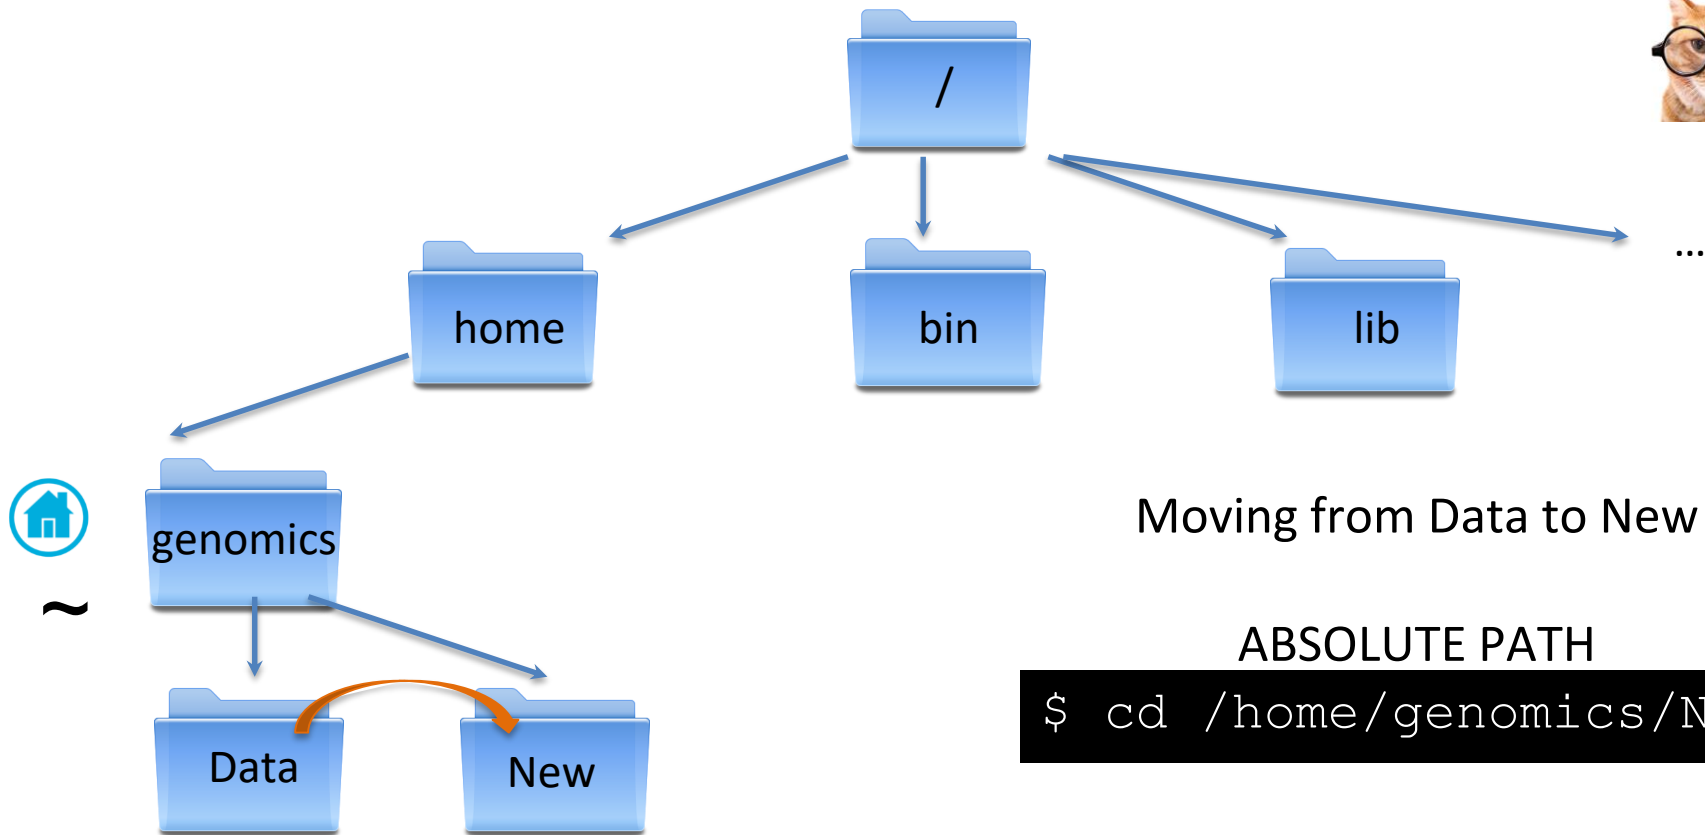 /
...
home
bin
lib
genomics
~
Moving from Data to New
ABSOLUTE PATH
$ cd /home/genomics/N
Data
New